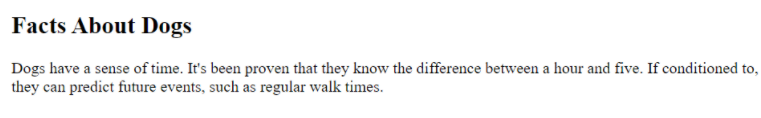 Facts About Dogs
Dogs have a sense of time. It's been proven that they know the difference between a hour and five. If conditioned to,
they can predict future events, such as regular walk times.